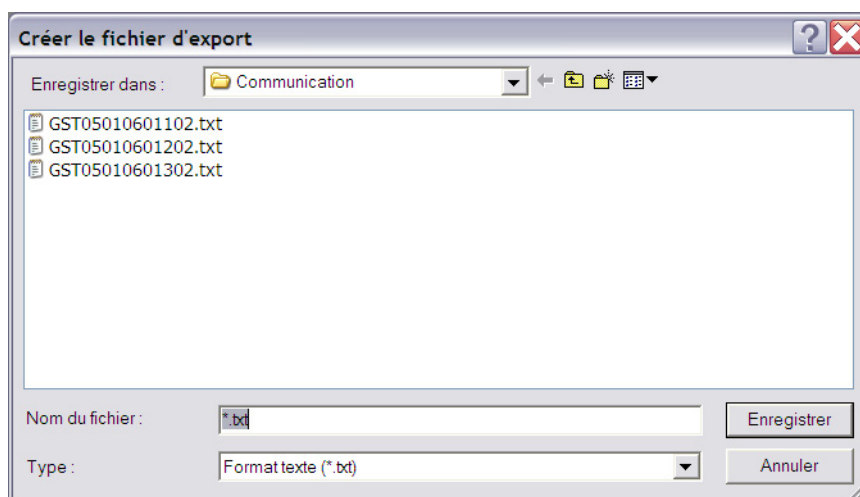 Créer le fichier d'export
Enregistrer dans : Communication
GST05010601102.txt
GST05010601202.txt
GST05010601302.txt
Nom du fichier : *.txt Enregistrer
Type : Format texte (*.txt) Annuler